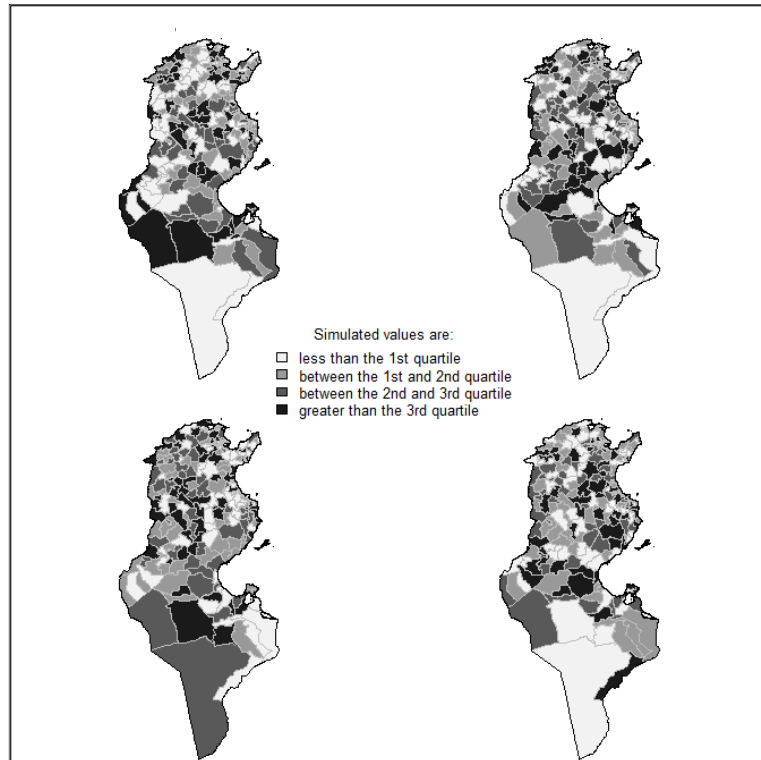 Simulated values are:
less than the 1st quartile
between the 1st and 2nd quartile
between the 2nd and 3rd quartile
greater than the 3rd quartile